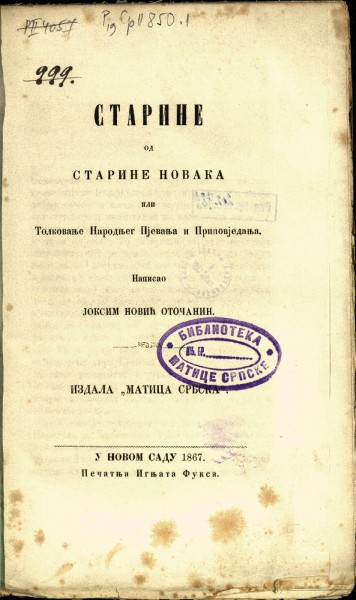 999.
СТАРИНЕ
од
СТАРИНЕ НОВАКА
или
Толковање Народњег Пјевања и Приповједања.
Написао
ЈОКСИМ НОВИЋ ОТОЧАНИН.
БИБЛИОТЕКА
МАТИЦЕ СРПСКЕ
ИЗДАЛА „МАТИЦА СРБСКА“.
У НОВОМ САДУ 1867.
Печатња Игњата Фукса.